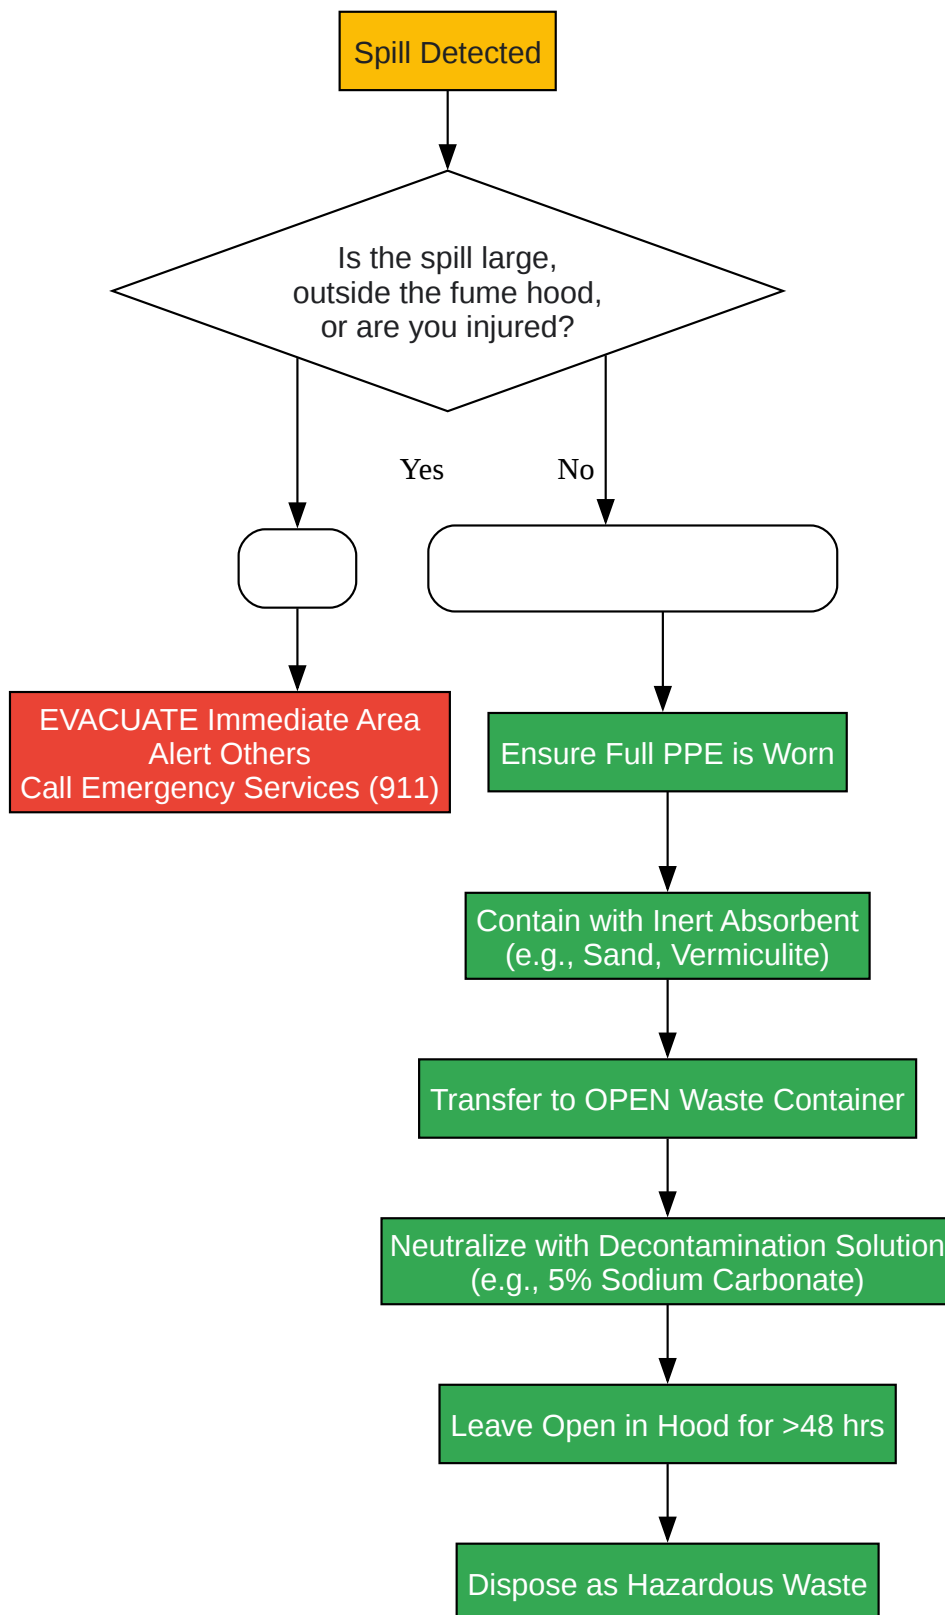 Spill Detected
Is the spill large,
outside the fume hood,
or are you injured?
Yes
No
EVACUATE Immediate Area
Alert Others
Call Emergency Services (911)
Ensure Full PPE is Worn
Contain with Inert Absorbent
(e.g., Sand, Vermiculite)
Transfer to OPEN Waste Container
Neutralize with Decontamination Solution
(e.g., 5% Sodium Carbonate)
Leave Open in Hood for >48 hrs
Dispose as Hazardous Waste